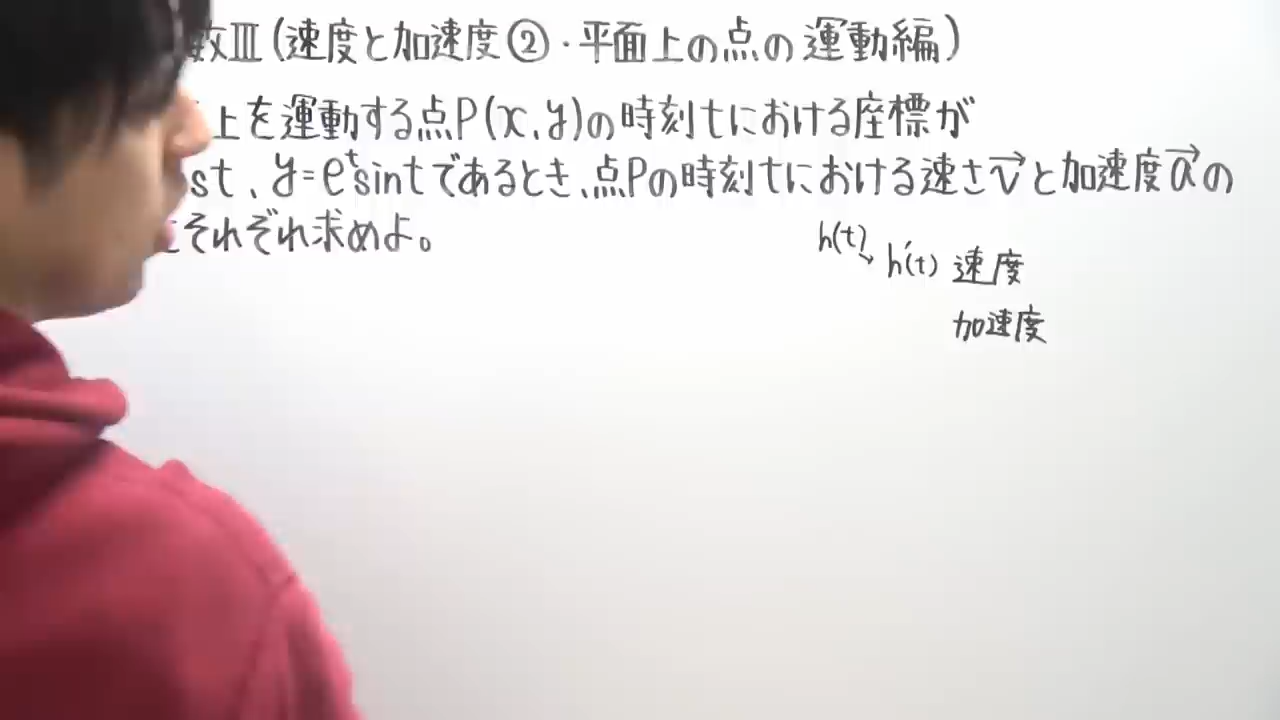 数Ⅲ(速度と加速度②・平面上の点の運動編)
上を運動する点P(x、y)の時刻tにおける座標が
st、y=e^t sintであるとき、点Pの時刻tにおける速さv→と加速度a→の
それぞれ求めよ。
h(t)
h'(t) 速度
加速度